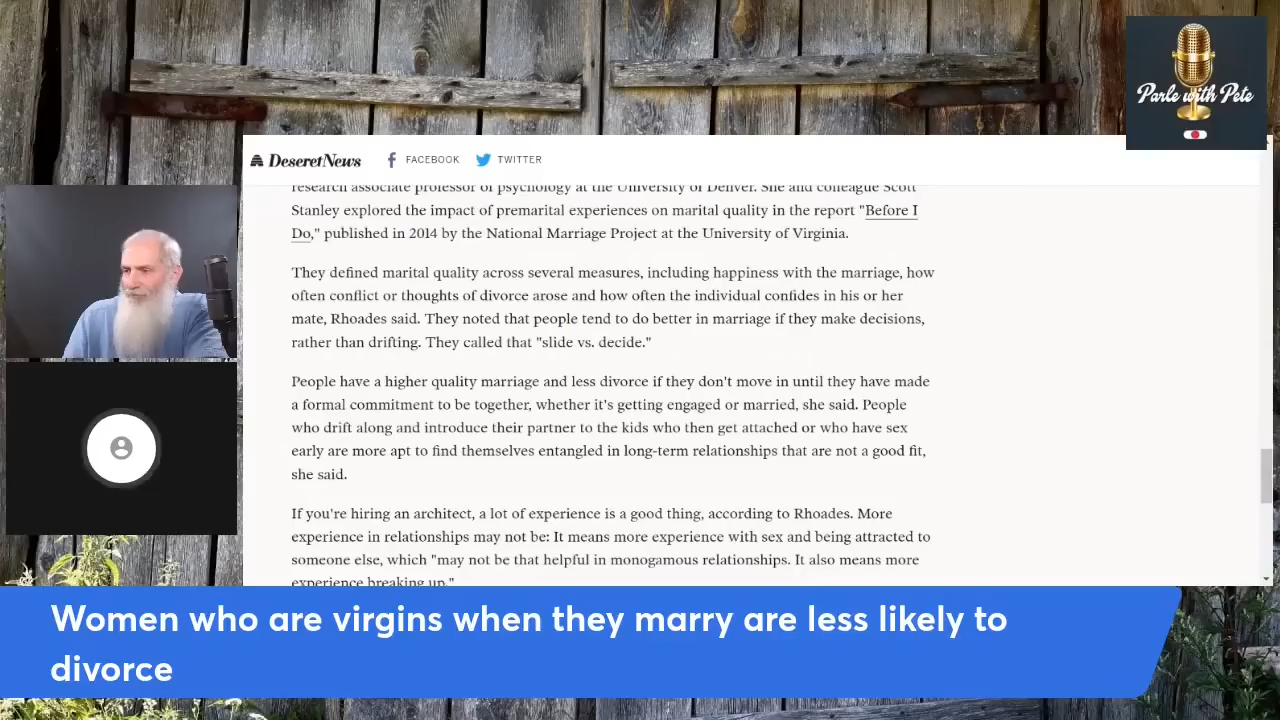 Parle with Pete
DeseretNews FACEBOOK TWITTER
research associate professor of psychology at the University of Denver. She and colleague Scott
Stanley explored the impact of premarital experiences on marital quality in the report "Before I
Do," published in 2014 by the National Marriage Project at the University of Virginia.
They defined marital quality across several measures, including happiness with the marriage, how
often conflict or thoughts of divorce arose and how often the individual confides in his or her
mate, Rhoades said. They noted that people tend to do better in marriage if they make decisions,
rather than drifting. They called that "slide vs. decide."
People have a higher quality marriage and less divorce if they don't move in until they have made
a formal commitment to be together, whether it's getting engaged or married, she said. People
who drift along and introduce their partner to the kids who then get attached or who have sex
early are more apt to find themselves entangled in long-term relationships that are not a good fit,
she said.
If you're hiring an architect, a lot of experience is a good thing, according to Rhoades. More
experience in relationships may not be: It means more experience with sex and being attracted to
someone else, which "may not be that helpful in monogamous relationships. It also means more
experience breaking up."
Women who are virgins when they marry are less likely to
divorce